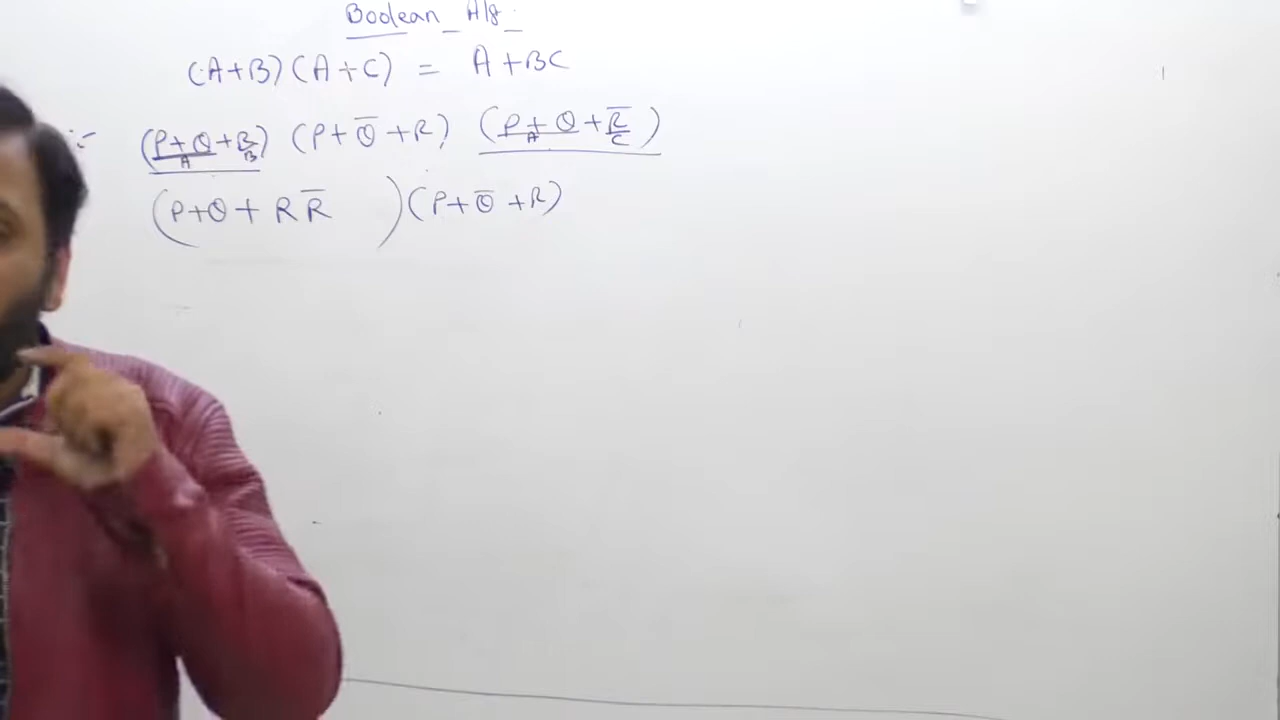 Boolean Alg.
(A+B)(A+C) = A+BC
:- (P+Q+R) (P+Q̅+R) (P+Q+R̅)
A B A C
(P+Q+RR̅)(P+Q̅+R)